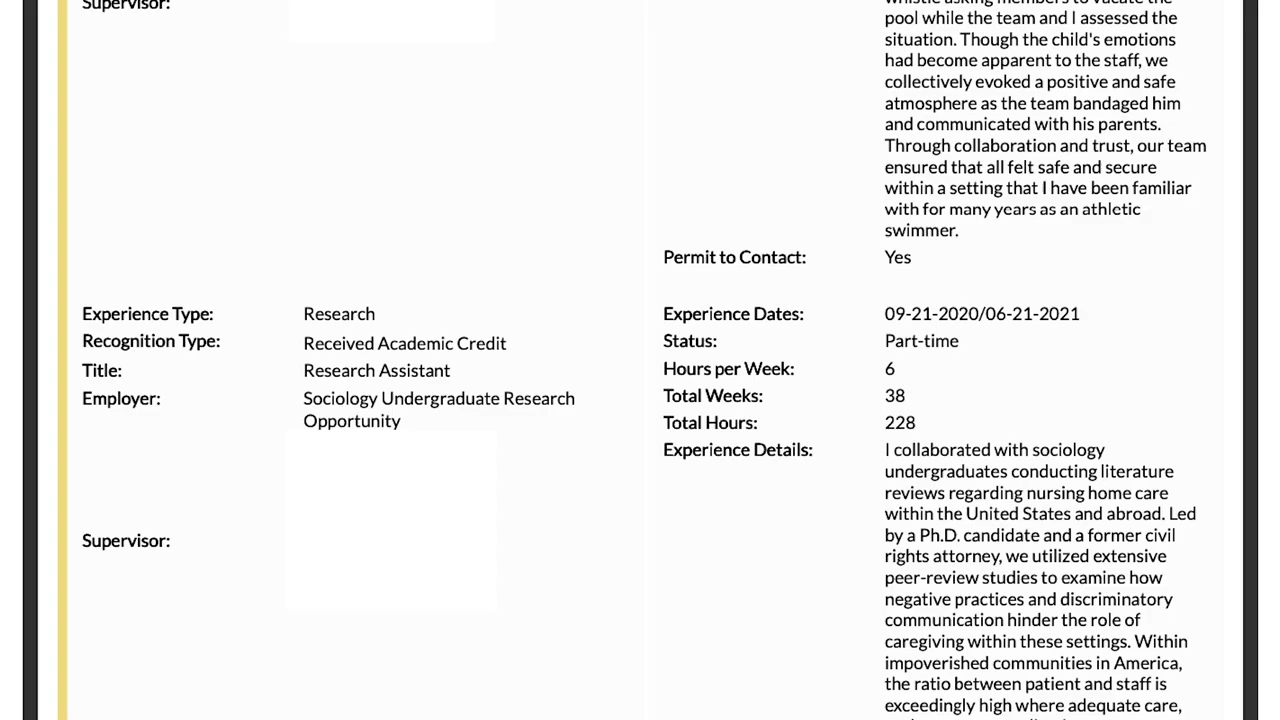 Supervisor:
whistle asking members to vacate the
pool while the team and I assessed the
situation. Though the child's emotions
had become apparent to the staff, we
collectively evoked a positive and safe
atmosphere as the team bandaged him
and communicated with his parents.
Through collaboration and trust, our team
ensured that all felt safe and secure
within a setting that I have been familiar
with for many years as an athletic
swimmer.
Permit to Contact: Yes
Experience Type: Research
Recognition Type: Received Academic Credit
Title: Research Assistant
Employer: Sociology Undergraduate Research
Opportunity
Supervisor:
Experience Dates: 09-21-2020/06-21-2021
Status: Part-time
Hours per Week: 6
Total Weeks: 38
Total Hours: 228
Experience Details: I collaborated with sociology
undergraduates conducting literature
reviews regarding nursing home care
within the United States and abroad. Led
by a Ph.D. candidate and a former civil
rights attorney, we utilized extensive
peer-review studies to examine how
negative practices and discriminatory
communication hinder the role of
caregiving within these settings. Within
impoverished communities in America,
the ratio between patient and staff is
exceedingly high where adequate care,